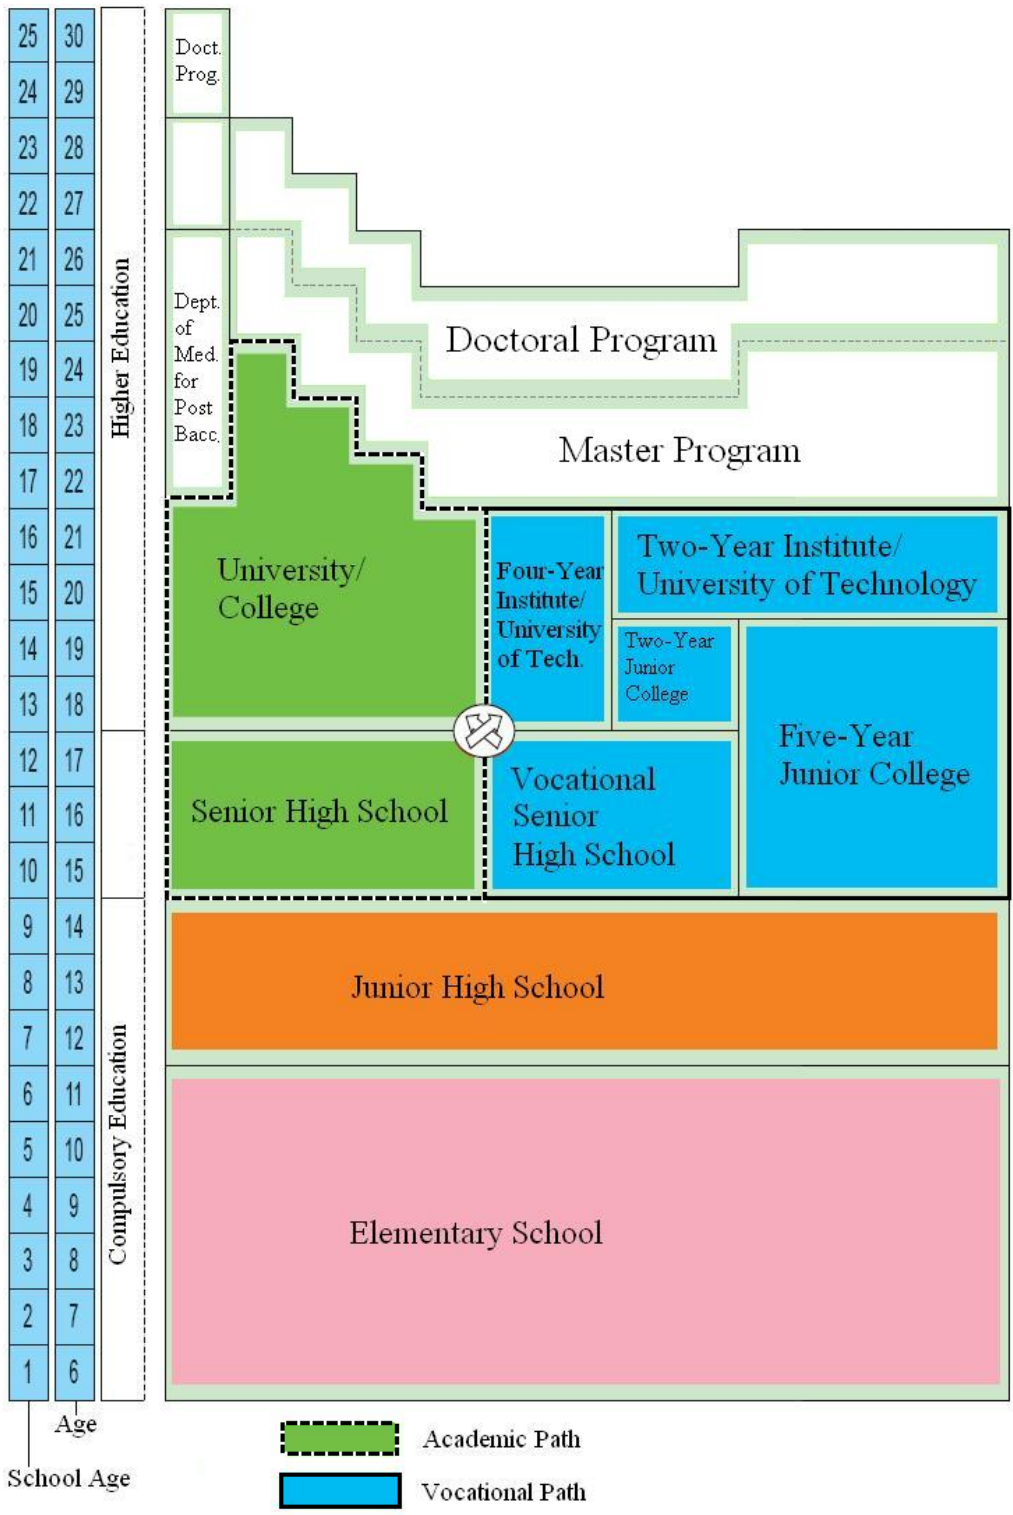 25 30
24 29
23 28
22 27
21 26
20 25
19 24
18 23
17 22
16 21
15 20
14 19
13 18
12 17
11 16
10 15
9 14
8 13
7 12
6 11
5 10
4 9
3 8
2 7
1 6
Age
School Age
Higher Education
Compulsory Education
Doct.
Prog.
Dept.
of
Med.
for
Post
Bacc.
Doctoral Program
Master Program
University/
College
Four-Year
Institute/
University
of Tech.
Two-Year Institute/
University of Technology
Two-Year
Junior
College
Five-Year
Junior College
Senior High School
Vocational
Senior
High School
Junior High School
Elementary School
Academic Path
Vocational Path